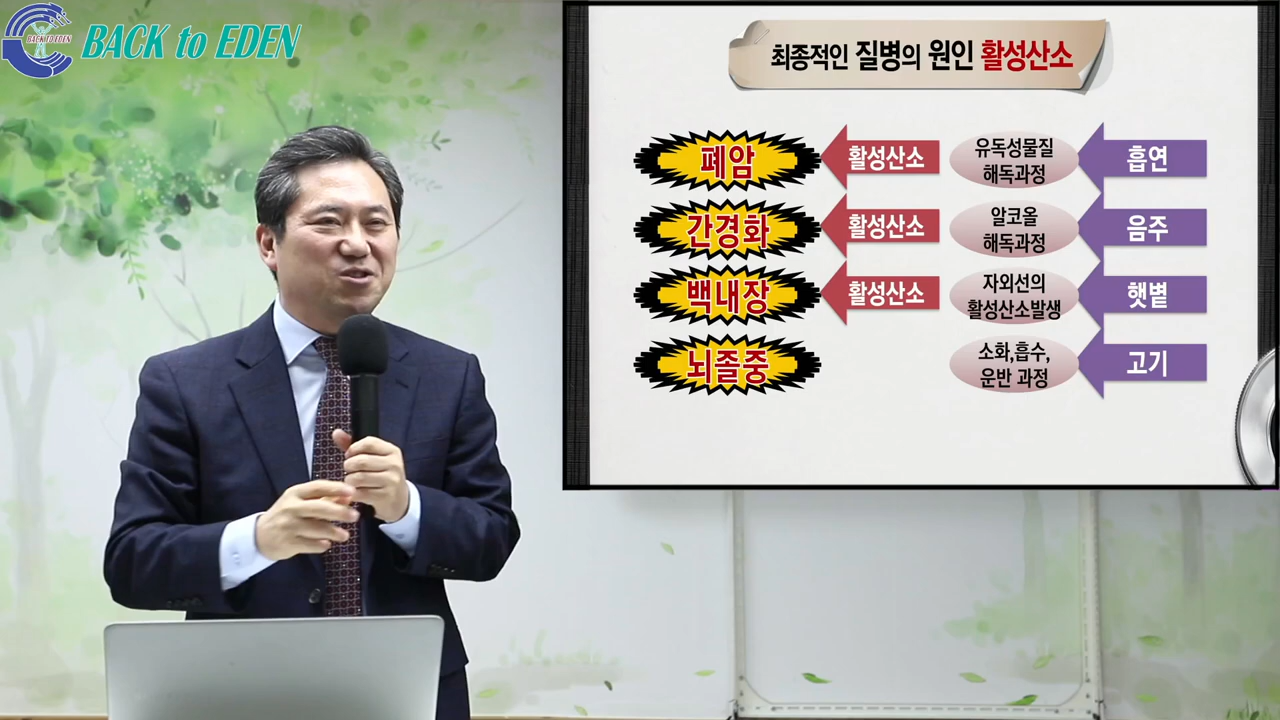 BACK to EDEN
BACK TO EDEN
최종적인 질병의 원인 활성산소
폐암
활성산소
유독성물질
해독과정
흡연
간경화
활성산소
알코올
해독과정
음주
백내장
활성산소
자외선의
활성산소발생
햇볕
뇌졸중
소화,흡수,
운반 과정
고기